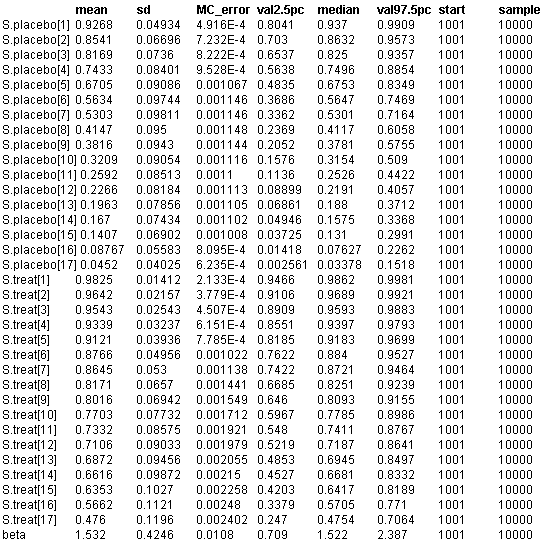 mean sd MC_error val2.5pc median val97.5pc start sample
S.placebo[1] 0.9268 0.04934 4.916E-4 0.8041 0.937 0.9909 1001 10000
S.placebo[2] 0.8541 0.06696 7.232E-4 0.703 0.8632 0.9573 1001 10000
S.placebo[3] 0.8169 0.0736 8.222E-4 0.6537 0.825 0.9357 1001 10000
S.placebo[4] 0.7433 0.08401 9.528E-4 0.5638 0.7496 0.8854 1001 10000
S.placebo[5] 0.6705 0.09086 0.001067 0.4835 0.6753 0.8349 1001 10000
S.placebo[6] 0.5634 0.09744 0.001146 0.3686 0.5647 0.7469 1001 10000
S.placebo[7] 0.5303 0.09811 0.001146 0.3362 0.5301 0.7164 1001 10000
S.placebo[8] 0.4147 0.095 0.001148 0.2369 0.4117 0.6058 1001 10000
S.placebo[9] 0.3816 0.0943 0.001144 0.2052 0.3781 0.5755 1001 10000
S.placebo[10] 0.3209 0.09054 0.001116 0.1576 0.3154 0.509 1001 10000
S.placebo[11] 0.2592 0.08513 0.0011 0.1136 0.2526 0.4422 1001 10000
S.placebo[12] 0.2266 0.08184 0.001113 0.08899 0.2191 0.4057 1001 10000
S.placebo[13] 0.1963 0.07856 0.001105 0.06861 0.188 0.3712 1001 10000
S.placebo[14] 0.167 0.07434 0.001102 0.04946 0.1575 0.3368 1001 10000
S.placebo[15] 0.1407 0.06902 0.001008 0.03725 0.131 0.2991 1001 10000
S.placebo[16] 0.08767 0.05583 8.095E-4 0.01418 0.07627 0.2262 1001 10000
S.placebo[17] 0.0452 0.04025 6.235E-4 0.002561 0.03378 0.1518 1001 10000
S.treat[1] 0.9825 0.01412 2.133E-4 0.9466 0.9862 0.9981 1001 10000
S.treat[2] 0.9642 0.02157 3.779E-4 0.9106 0.9689 0.9921 1001 10000
S.treat[3] 0.9543 0.02543 4.507E-4 0.8909 0.9593 0.9883 1001 10000
S.treat[4] 0.9339 0.03237 6.151E-4 0.8551 0.9397 0.9793 1001 10000
S.treat[5] 0.9121 0.03936 7.785E-4 0.8185 0.9183 0.9699 1001 10000
S.treat[6] 0.8766 0.04956 0.001022 0.7622 0.884 0.9527 1001 10000
S.treat[7] 0.8645 0.053 0.001138 0.7422 0.8721 0.9464 1001 10000
S.treat[8] 0.8171 0.0657 0.001441 0.6685 0.8251 0.9239 1001 10000
S.treat[9] 0.8016 0.06942 0.001549 0.646 0.8093 0.9155 1001 10000
S.treat[10] 0.7703 0.07732 0.001712 0.5967 0.7785 0.8986 1001 10000
S.treat[11] 0.7332 0.08575 0.001921 0.548 0.7411 0.8767 1001 10000
S.treat[12] 0.7106 0.09033 0.001979 0.5219 0.7187 0.8641 1001 10000
S.treat[13] 0.6872 0.09456 0.002055 0.4853 0.6945 0.8497 1001 10000
S.treat[14] 0.6616 0.09872 0.00215 0.4527 0.6681 0.8332 1001 10000
S.treat[15] 0.6353 0.1027 0.002258 0.4203 0.6417 0.8189 1001 10000
S.treat[16] 0.5662 0.1121 0.00248 0.3379 0.5705 0.771 1001 10000
S.treat[17] 0.476 0.1196 0.002402 0.247 0.4754 0.7064 1001 10000
beta 1.532 0.4246 0.0108 0.709 1.522 2.387 1001 10000